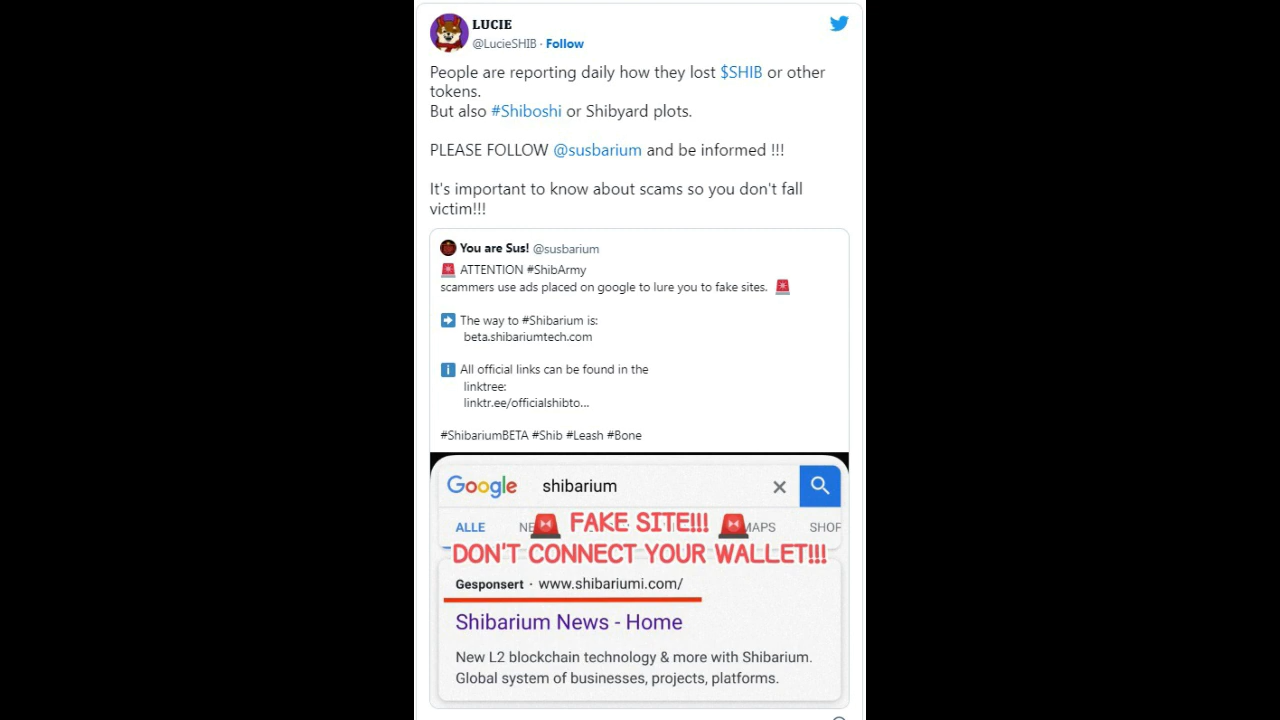 LUCIE
@LucieSHIB · Follow
People are reporting daily how they lost $SHIB or other
tokens.
But also #Shiboshi or Shibyard plots.
PLEASE FOLLOW @susbarium and be informed !!!
It's important to know about scams so you don't fall
victim!!!
You are Sus! @susbarium
🚨 ATTENTION #ShibArmy
scammers use ads placed on google to lure you to fake sites. 🚨
➡️ The way to #Shibarium is:
beta.shibariumtech.com
ℹ️ All official links can be found in the
linktree:
linktr.ee/officialshibto...
#ShibariumBETA #Shib #Leash #Bone
Google shibarium
ALLE NE 🚨 FAKE SITE!!! 🚨 MAPS SHOP
DON'T CONNECT YOUR WALLET!!!
Gesponsert · www.shibariumi.com/
Shibarium News - Home
New L2 blockchain technology & more with Shibarium.
Global system of businesses, projects, platforms.